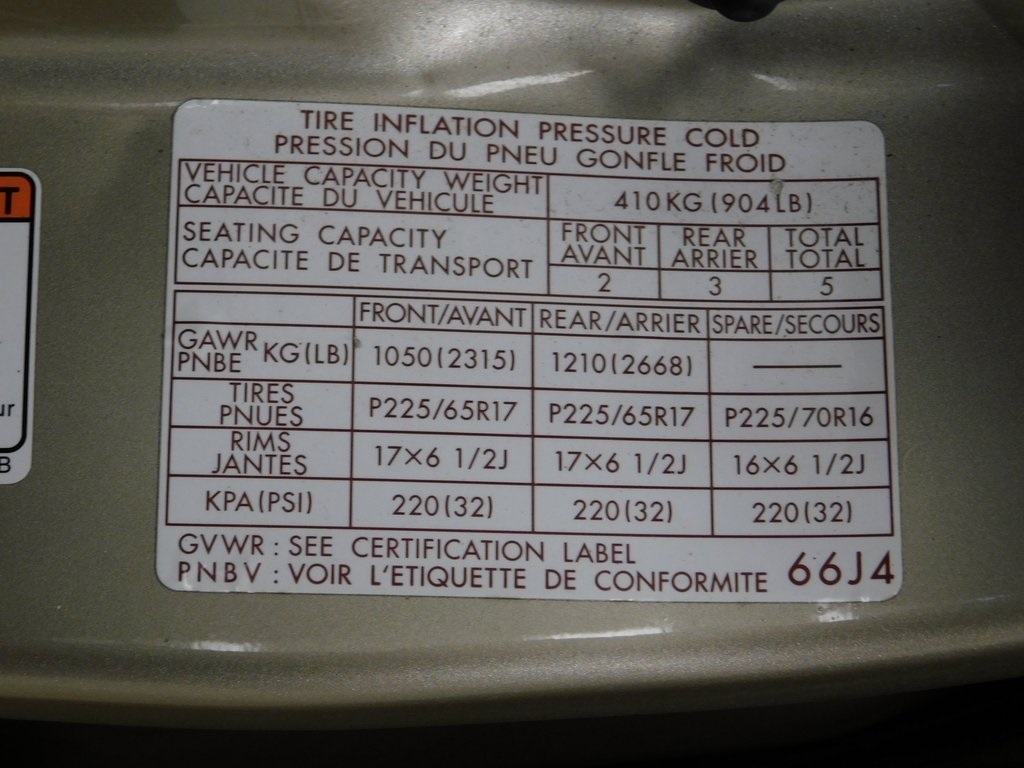 TIRE INFLATION PRESSURE COLD
PRESSION DU PNEU GONFLE FROID
VEHICLE CAPACITY WEIGHT
CAPACITE DU VEHICULE
410KG (904LB)
SEATING CAPACITY
CAPACITE DE TRANSPORT
FRONT
AVANT
REAR
ARRIER
TOTAL
TOTAL
2 3 5
FRONT/AVANT REAR/ARRIER SPARE/SECOURS
GAWR
PNBE
KG(LB) 1050(2315) 1210(2668)
TIRES
PNUES
P225/65R17 P225/65R17 P225/70R16
RIMS
JANTES
17×6 1/2J 17×6 1/2J 16×6 1/2J
KPA(PSI) 220(32) 220(32) 220(32)
GVWR : SEE CERTIFICATION LABEL
PNBV : VOIR L'ETIQUETTE DE CONFORMITE 66J4
T
ur
B